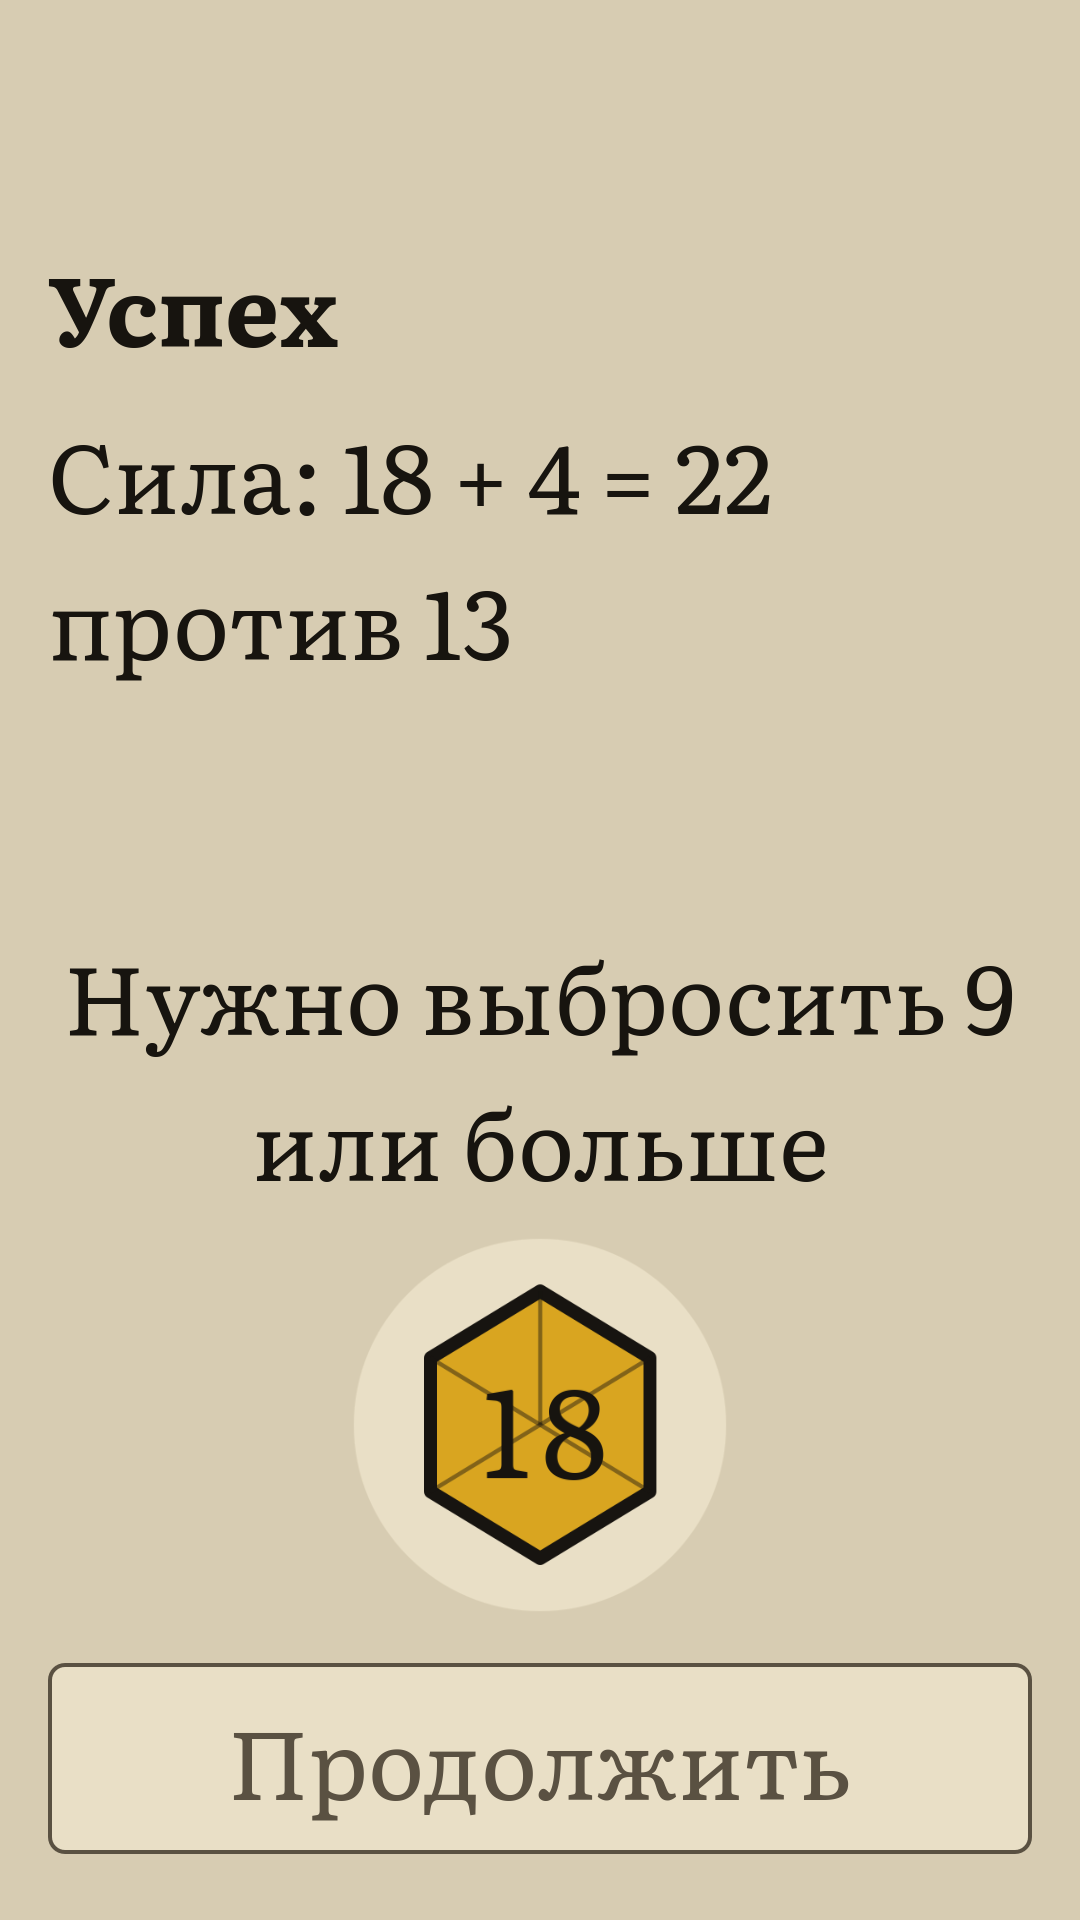 Успех
Сила: 18 + 4 = 22
против 13
Нужно выбросить 9
или больше
18
Продолжить